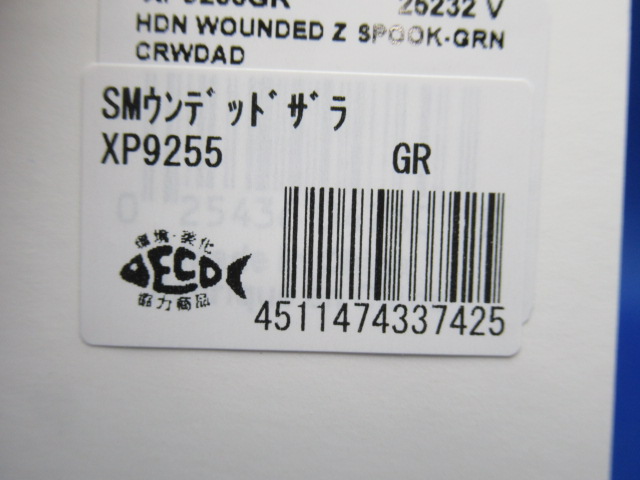 XP9255GR 25232 V
HDN WOUNDED Z SPOOK-GRN
CRWDAD
SMウンデッドザラ
XP9255 GR
環境・美化
ECO
協力商品
4511474337425